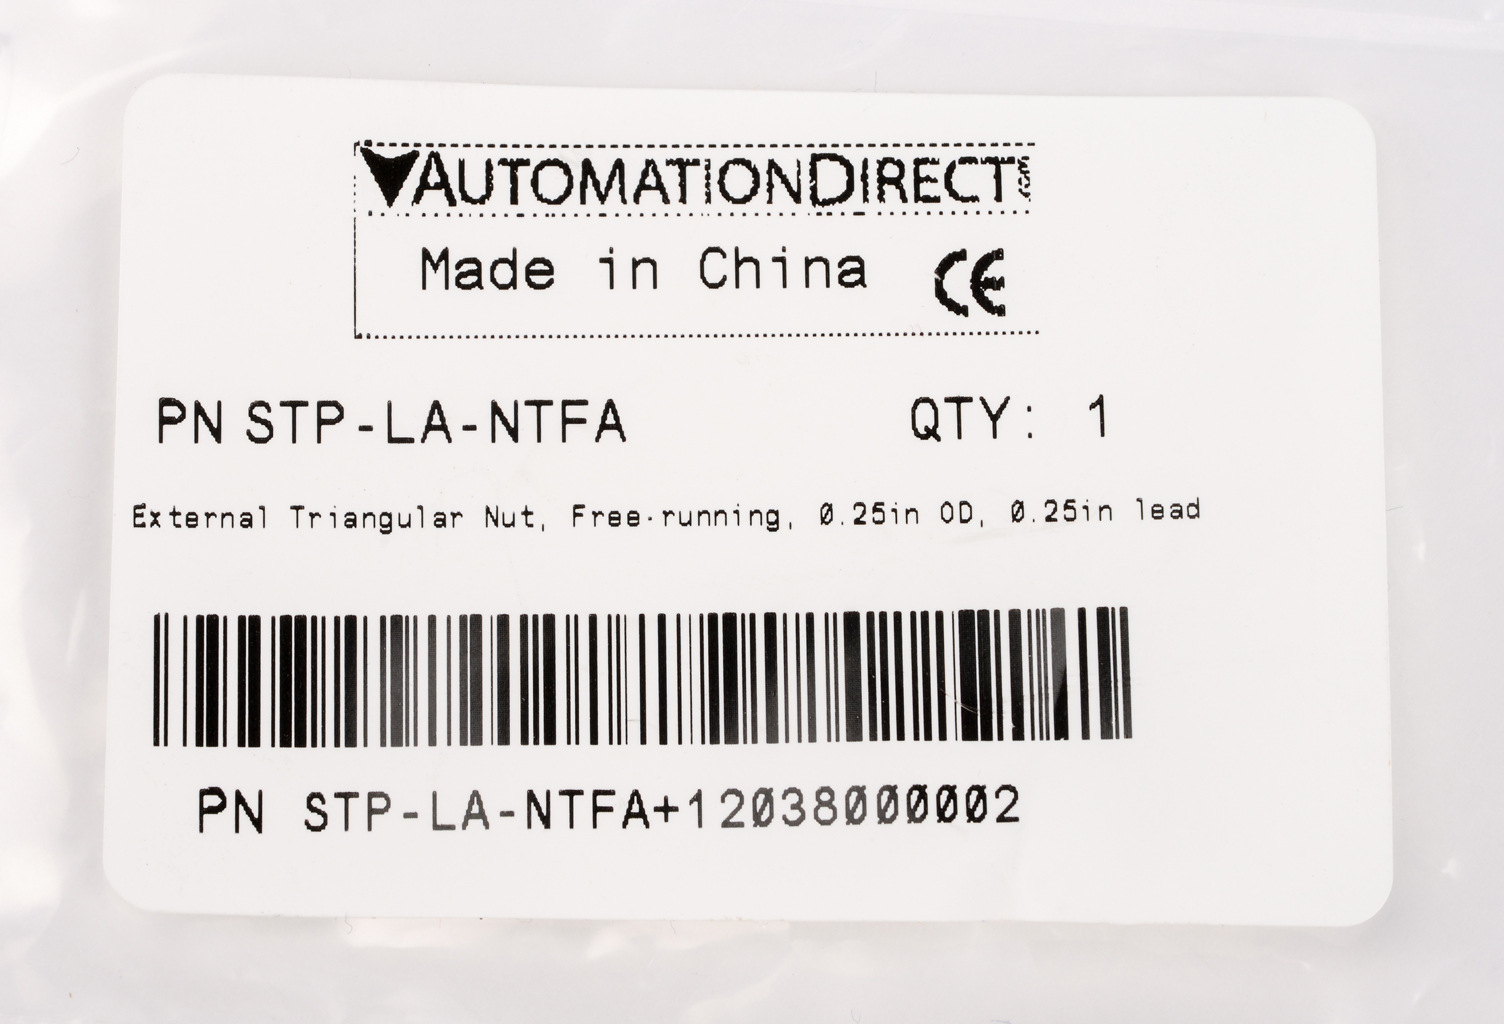 AUTOMATIONDIRECT
Made in China CE
PN STP-LA-NTFA QTY: 1
External Triangular Nut, Free-running, 0.25in OD, 0.25in lead
PN STP-LA-NTFA+12038000002